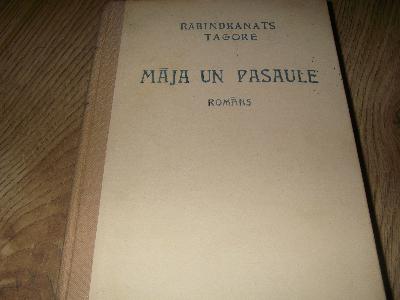 RABINDRANATS
TAGORE
MĀJA UN PASAULE
ROMĀNS